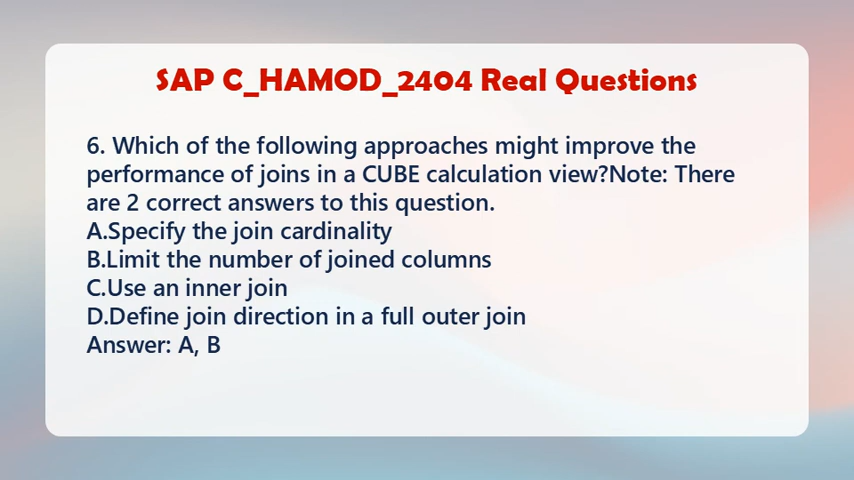 SAP C_HAMOD_2404 Real Questions
6. Which of the following approaches might improve the
performance of joins in a CUBE calculation view?Note: There
are 2 correct answers to this question.
A.Specify the join cardinality
B.Limit the number of joined columns
C.Use an inner join
D.Define join direction in a full outer join
Answer: A, B